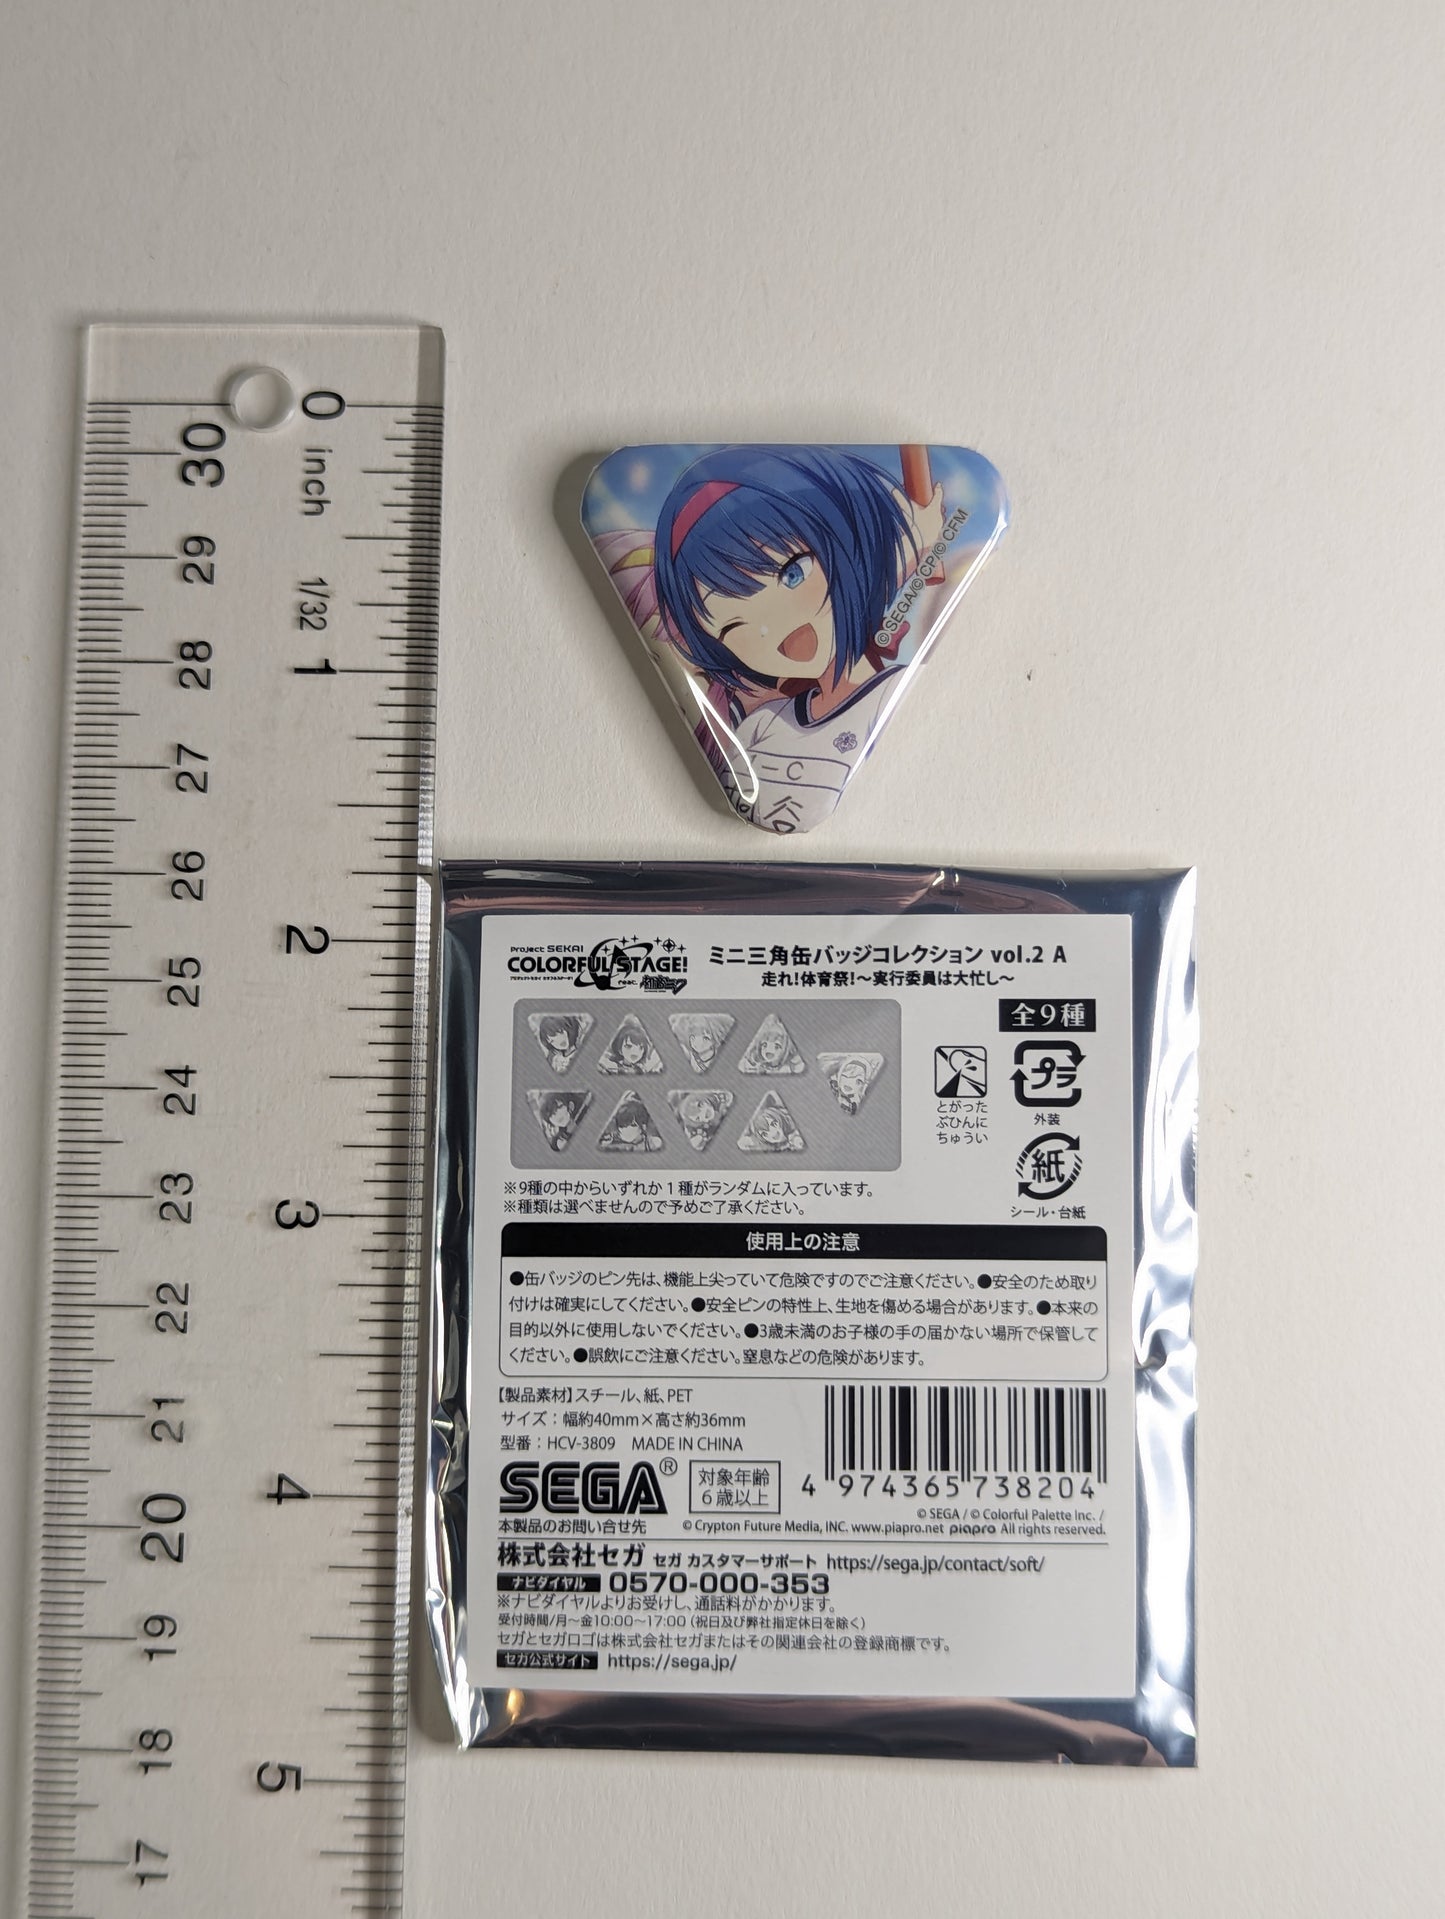 0
inch
1/32
1
2
3
4
5
30
29
28
27
26
25
24
23
22
21
20
19
18
17
© SEGA/© CP/© CFM
-C
谷
Project SEKAI
COLORFUL STAGE!
プロジェクトセカイ カラフルステージ!
feat. 初音ミク
ミニ三角缶バッジコレクション vol.2 A
走れ!体育祭!~実行委員は大忙し~
全9種
とがった
ぶひんに
ちゅうい
プラ
外装
紙
シール・台紙
※9種の中からいずれか1種がランダムに入っています。
※種類は選べませんので予めご了承ください。
使用上の注意
●缶バッジのピン先は、機能上尖っていて危険ですのでご注意ください。●安全のため取り
付けは確実にしてください。●安全ピンの特性上、生地を傷める場合があります。●本来の
目的以外に使用しないでください。●3歳未満のお子様の手の届かない場所で保管して
ください。●誤飲にご注意ください。窒息などの危険があります。
【製品素材】スチール、紙、PET
サイズ:幅約40mm×高さ約36mm
型番:HCV-3809 MADE IN CHINA
SEGA®
対象年齢
6歳以上
4 974365 738204
© SEGA / © Colorful Palette Inc. /
© Crypton Future Media, INC. www.piapro.net piapro All rights reserved.
本製品のお問い合せ先
株式会社セガ セガ カスタマーサポート https://sega.jp/contact/soft/
ナビダイヤル 0570-000-353
※ナビダイヤルよりお受けし、通話料がかかります。
受付時間/月~金10:00~17:00(祝日及び弊社指定休日を除く)
セガとセガロゴは株式会社セガまたはその関連会社の登録商標です。
セガ公式サイト https://sega.jp/